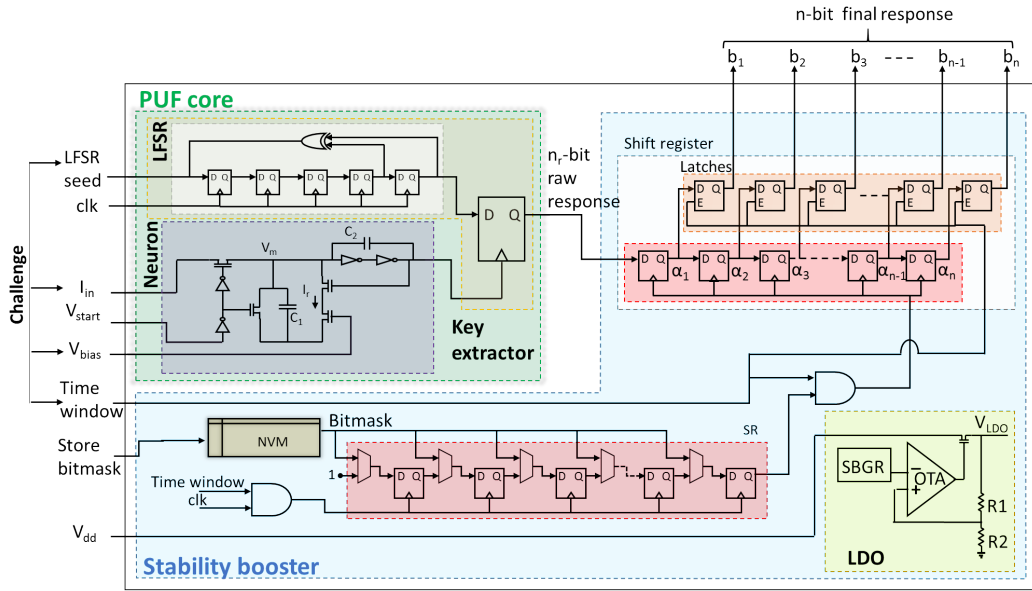 n-bit final response
b1 b2 b3 bn-1 bn
PUF core
LFSR
D Q D Q D Q D Q D Q
Challenge
LFSR
seed
clk
nr-bit
raw
response
D Q
Shift register
Latches
D Q D Q D Q D Q D Q
E E E E E
D Q D Q D Q D Q D Q
α1 α2 α3 αn-1 αn
Neuron
Vm
C2
C1
Ir
Iin
Vstart
Vbias
Key
extractor
Time
window
Store
bitmask
NVM
Bitmask
SR
1
D Q D Q D Q D Q D Q
Time window
clk
Vdd
VLDO
SBGR
−
+
OTA
R1
R2
LDO
Stability booster